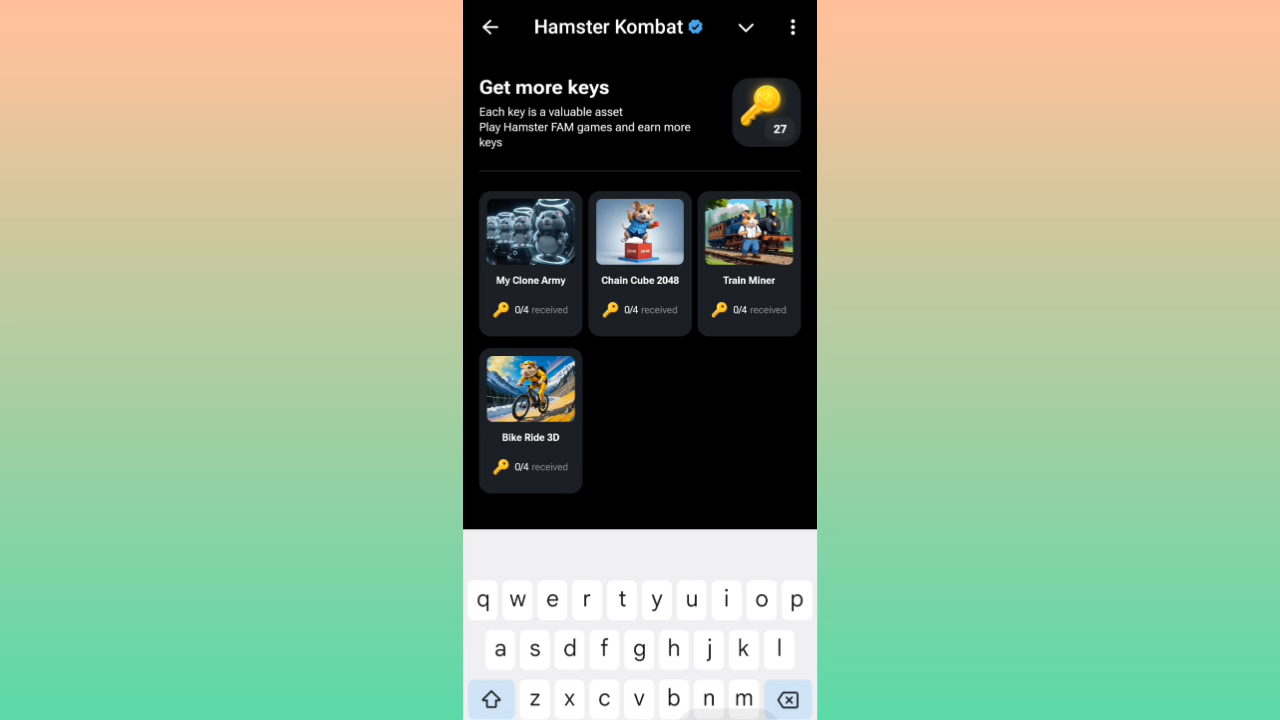 Hamster Kombat
Get more keys
Each key is a valuable asset
Play Hamster FAM games and earn more
keys
27
My Clone Army
Chain Cube 2048
Train Miner
0/4 received
0/4 received
0/4 received
Bike Ride 3D
0/4 received
q w e r t y u i o p
a s d f g h j k l
z x c v b n m